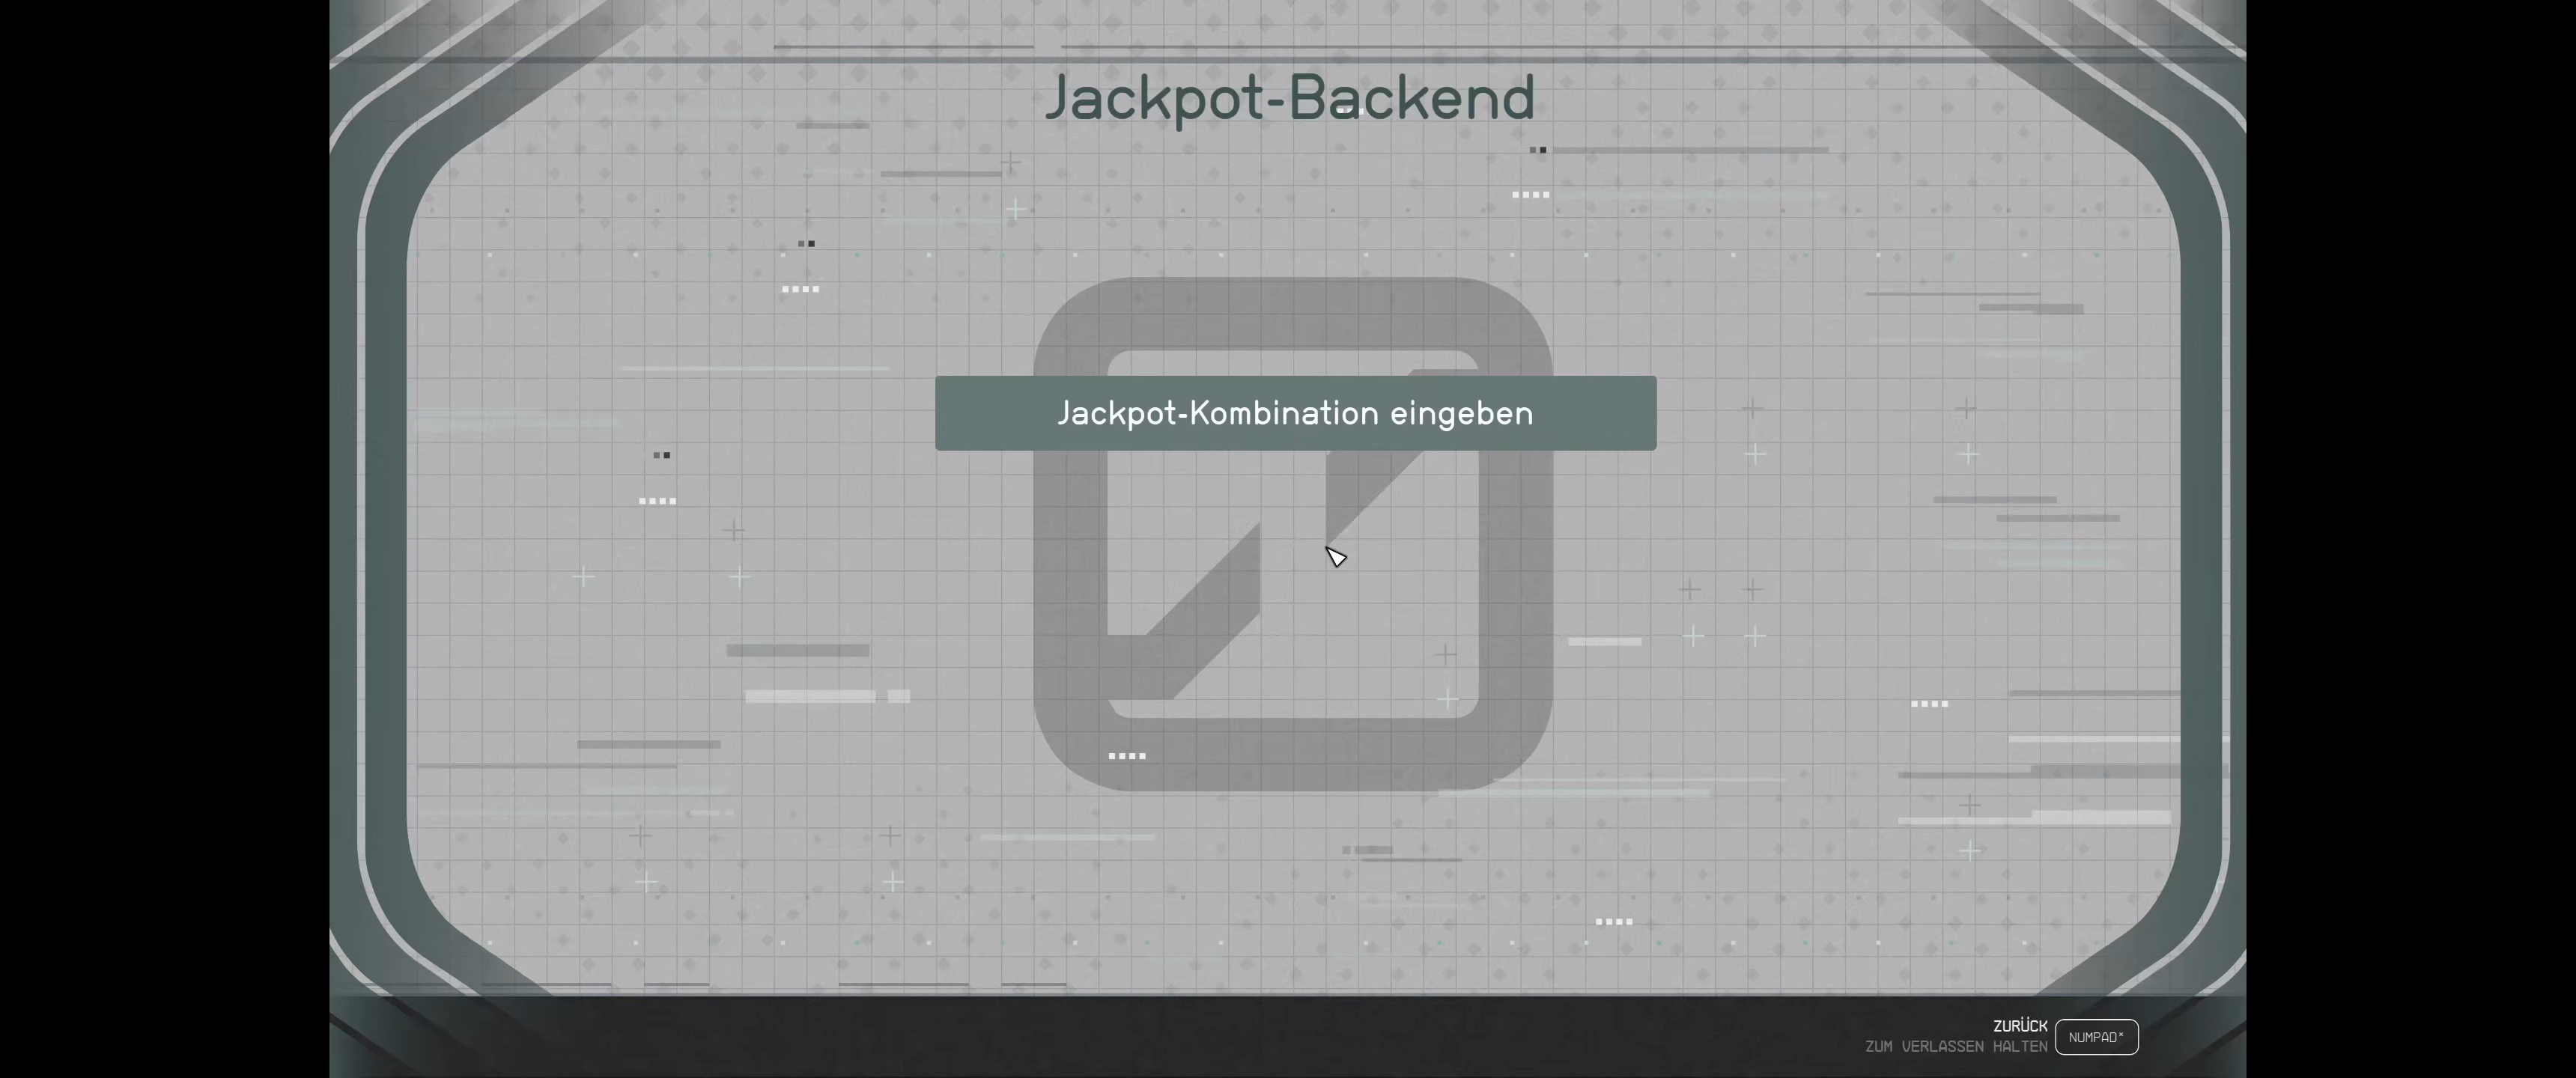 Jackpot-Backend
Jackpot-Kombination eingeben
ZURÜCK
ZUM VERLASSEN HALTEN
NUMPAD*